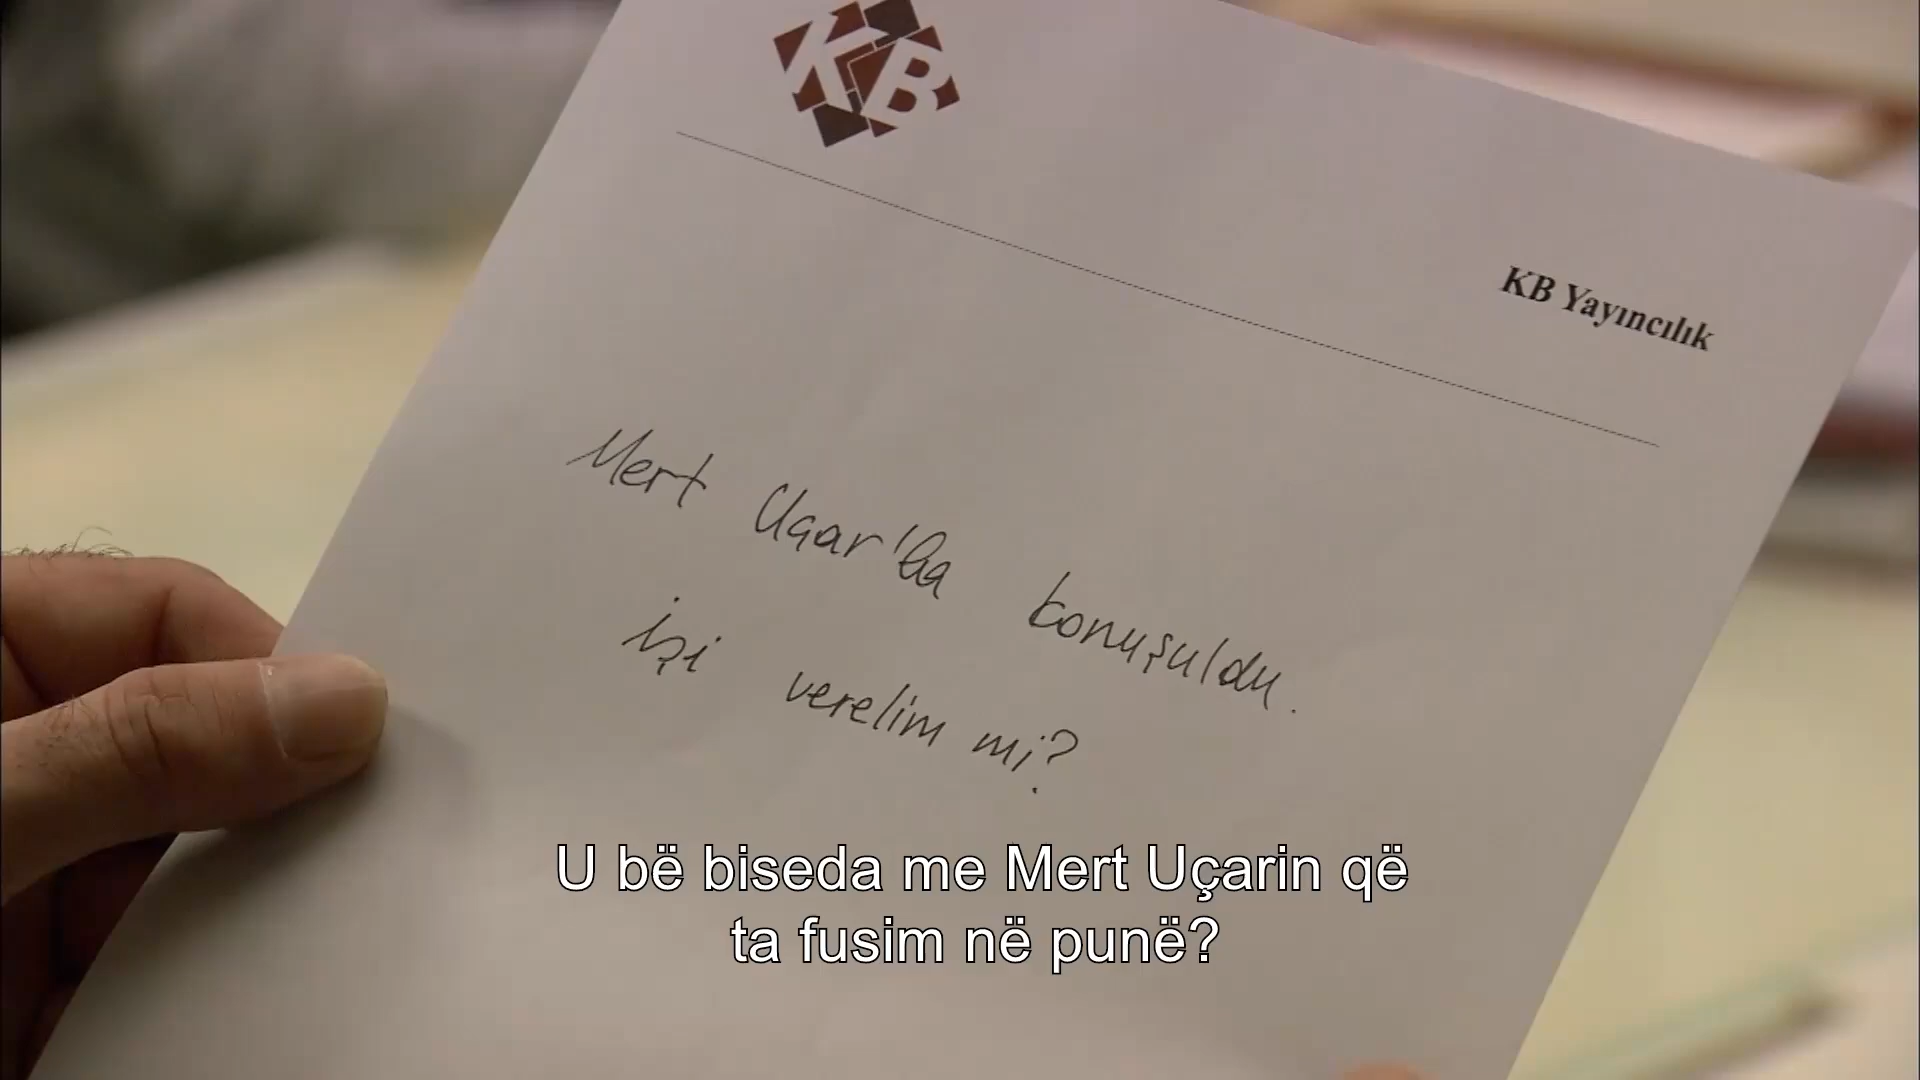 KB
KB Yayıncılık
Mert Uçar'la konuşuldu.
işi verelim mi?
U bë biseda me Mert Uçarin që
ta fusim në punë?